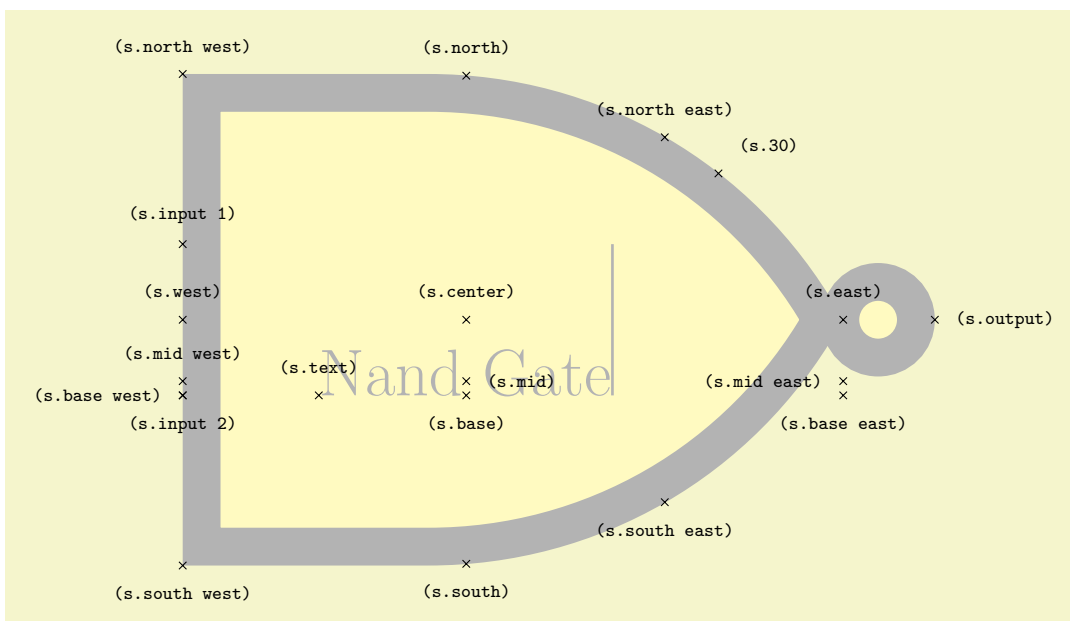 (s.north west)
(s.north)
(s.north east)
(s.30)
(s.input 1)
(s.west)
(s.center)
(s.east)
(s.output)
(s.mid west)
(s.text)
Nand Gate
(s.mid)
(s.mid east)
(s.base west)
(s.input 2)
(s.base)
(s.base east)
(s.south east)
(s.south west)
(s.south)